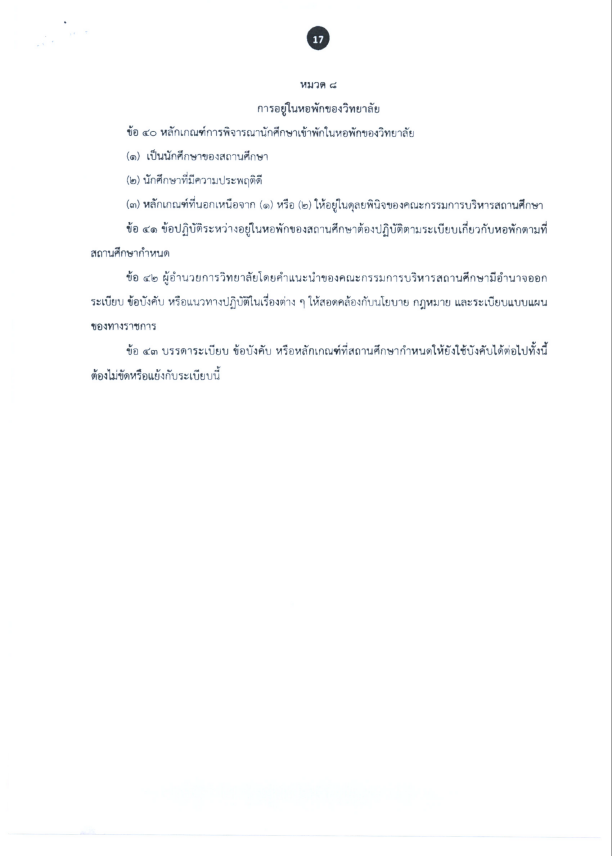 17
หมวด ๘
การอยู่ในหอพักของวิทยาลัย
ข้อ ๔๐ หลักเกณฑ์การพิจารณานักศึกษาเข้าพักในหอพักของวิทยาลัย
(๑) เป็นนักศึกษาของสถานศึกษา
(๒) นักศึกษาที่มีความประพฤติดี
(๓) หลักเกณฑ์ที่นอกเหนือจาก (๑) หรือ (๒) ให้อยู่ในดุลยพินิจของคณะกรรมการบริหารสถานศึกษา
ข้อ ๔๑ ข้อปฏิบัติระหว่างอยู่ในหอพักของสถานศึกษาต้องปฏิบัติตามระเบียบเกี่ยวกับหอพักตามที่
สถานศึกษากำหนด
ข้อ ๔๒ ผู้อำนวยการวิทยาลัยโดยคำแนะนำของคณะกรรมการบริหารสถานศึกษามีอำนาจออก
ระเบียบ ข้อบังคับ หรือแนวทางปฏิบัติในเรื่องต่าง ๆ ให้สอดคล้องกับนโยบาย กฎหมาย และระเบียบแบบแผน
ของทางราชการ
ข้อ ๔๓ บรรดาระเบียบ ข้อบังคับ หรือหลักเกณฑ์ที่สถานศึกษากำหนดให้ยังใช้บังคับได้ต่อไปทั้งนี้
ต้องไม่ขัดหรือแย้งกับระเบียบนี้